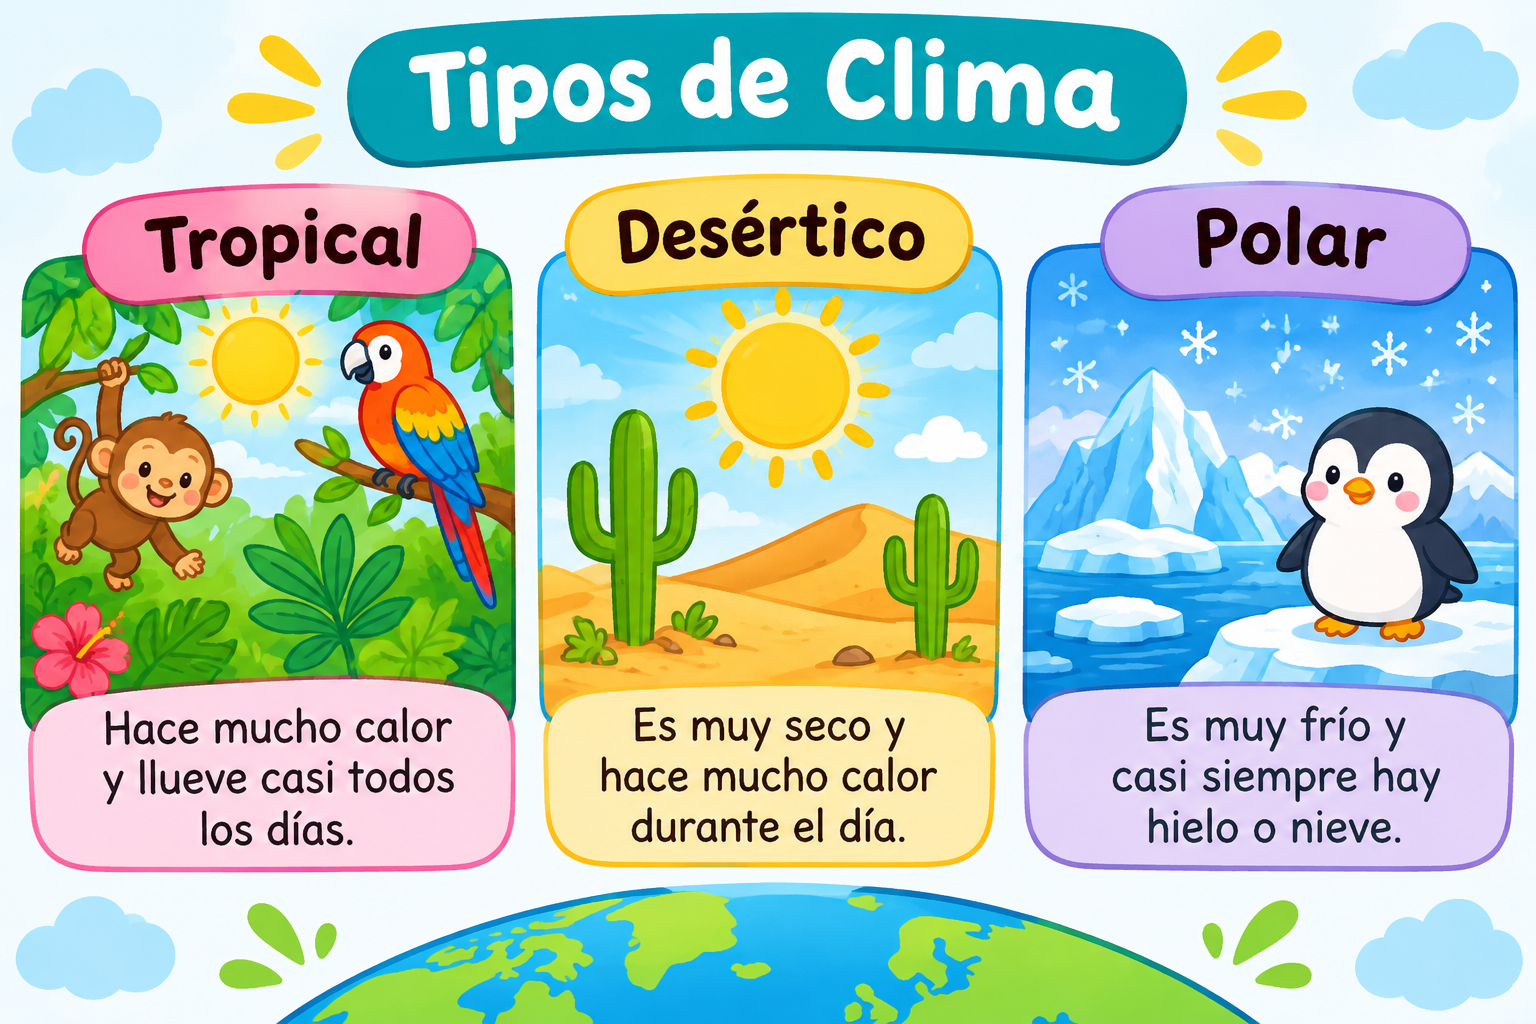 Tipos de Clima
Tropical
Hace mucho calor
y llueve casi todos
los días.
Desértico
Es muy seco y
hace mucho calor
durante el día.
Polar
Es muy frío y
casi siempre hay
hielo o nieve.